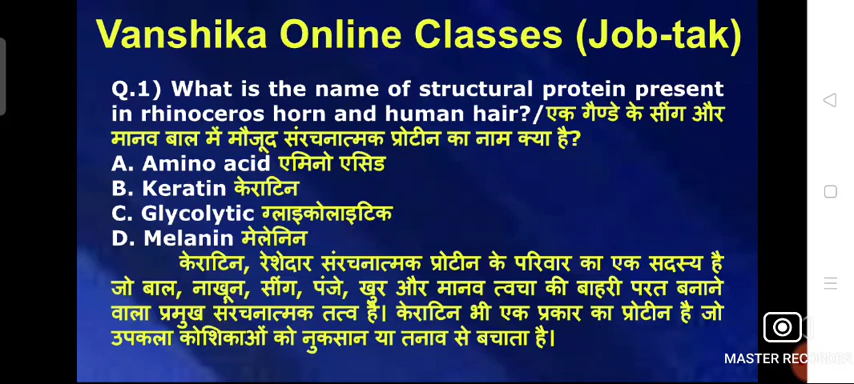 Vanshika Online Classes (Job-tak)
Q.1) What is the name of structural protein present
in rhinoceros horn and human hair?/एक गैण्डे के सींग और
मानव बाल में मौजूद संरचनात्मक प्रोटीन का नाम क्या है?
A. Amino acid एमिनो एसिड
B. Keratin केराटिन
C. Glycolytic ग्लाइकोलाइटिक
D. Melanin मेलेनिन
केराटिन, रेशेदार संरचनात्मक प्रोटीन के परिवार का एक सदस्य है
जो बाल, नाखून, सींग, पंजे, खुर और मानव त्वचा की बाहरी परत बनाने
वाला प्रमुख संरचनात्मक तत्व है। केराटिन भी एक प्रकार का प्रोटीन है जो
उपकला कोशिकाओं को नुकसान या तनाव से बचाता है।
MASTER RECORDER